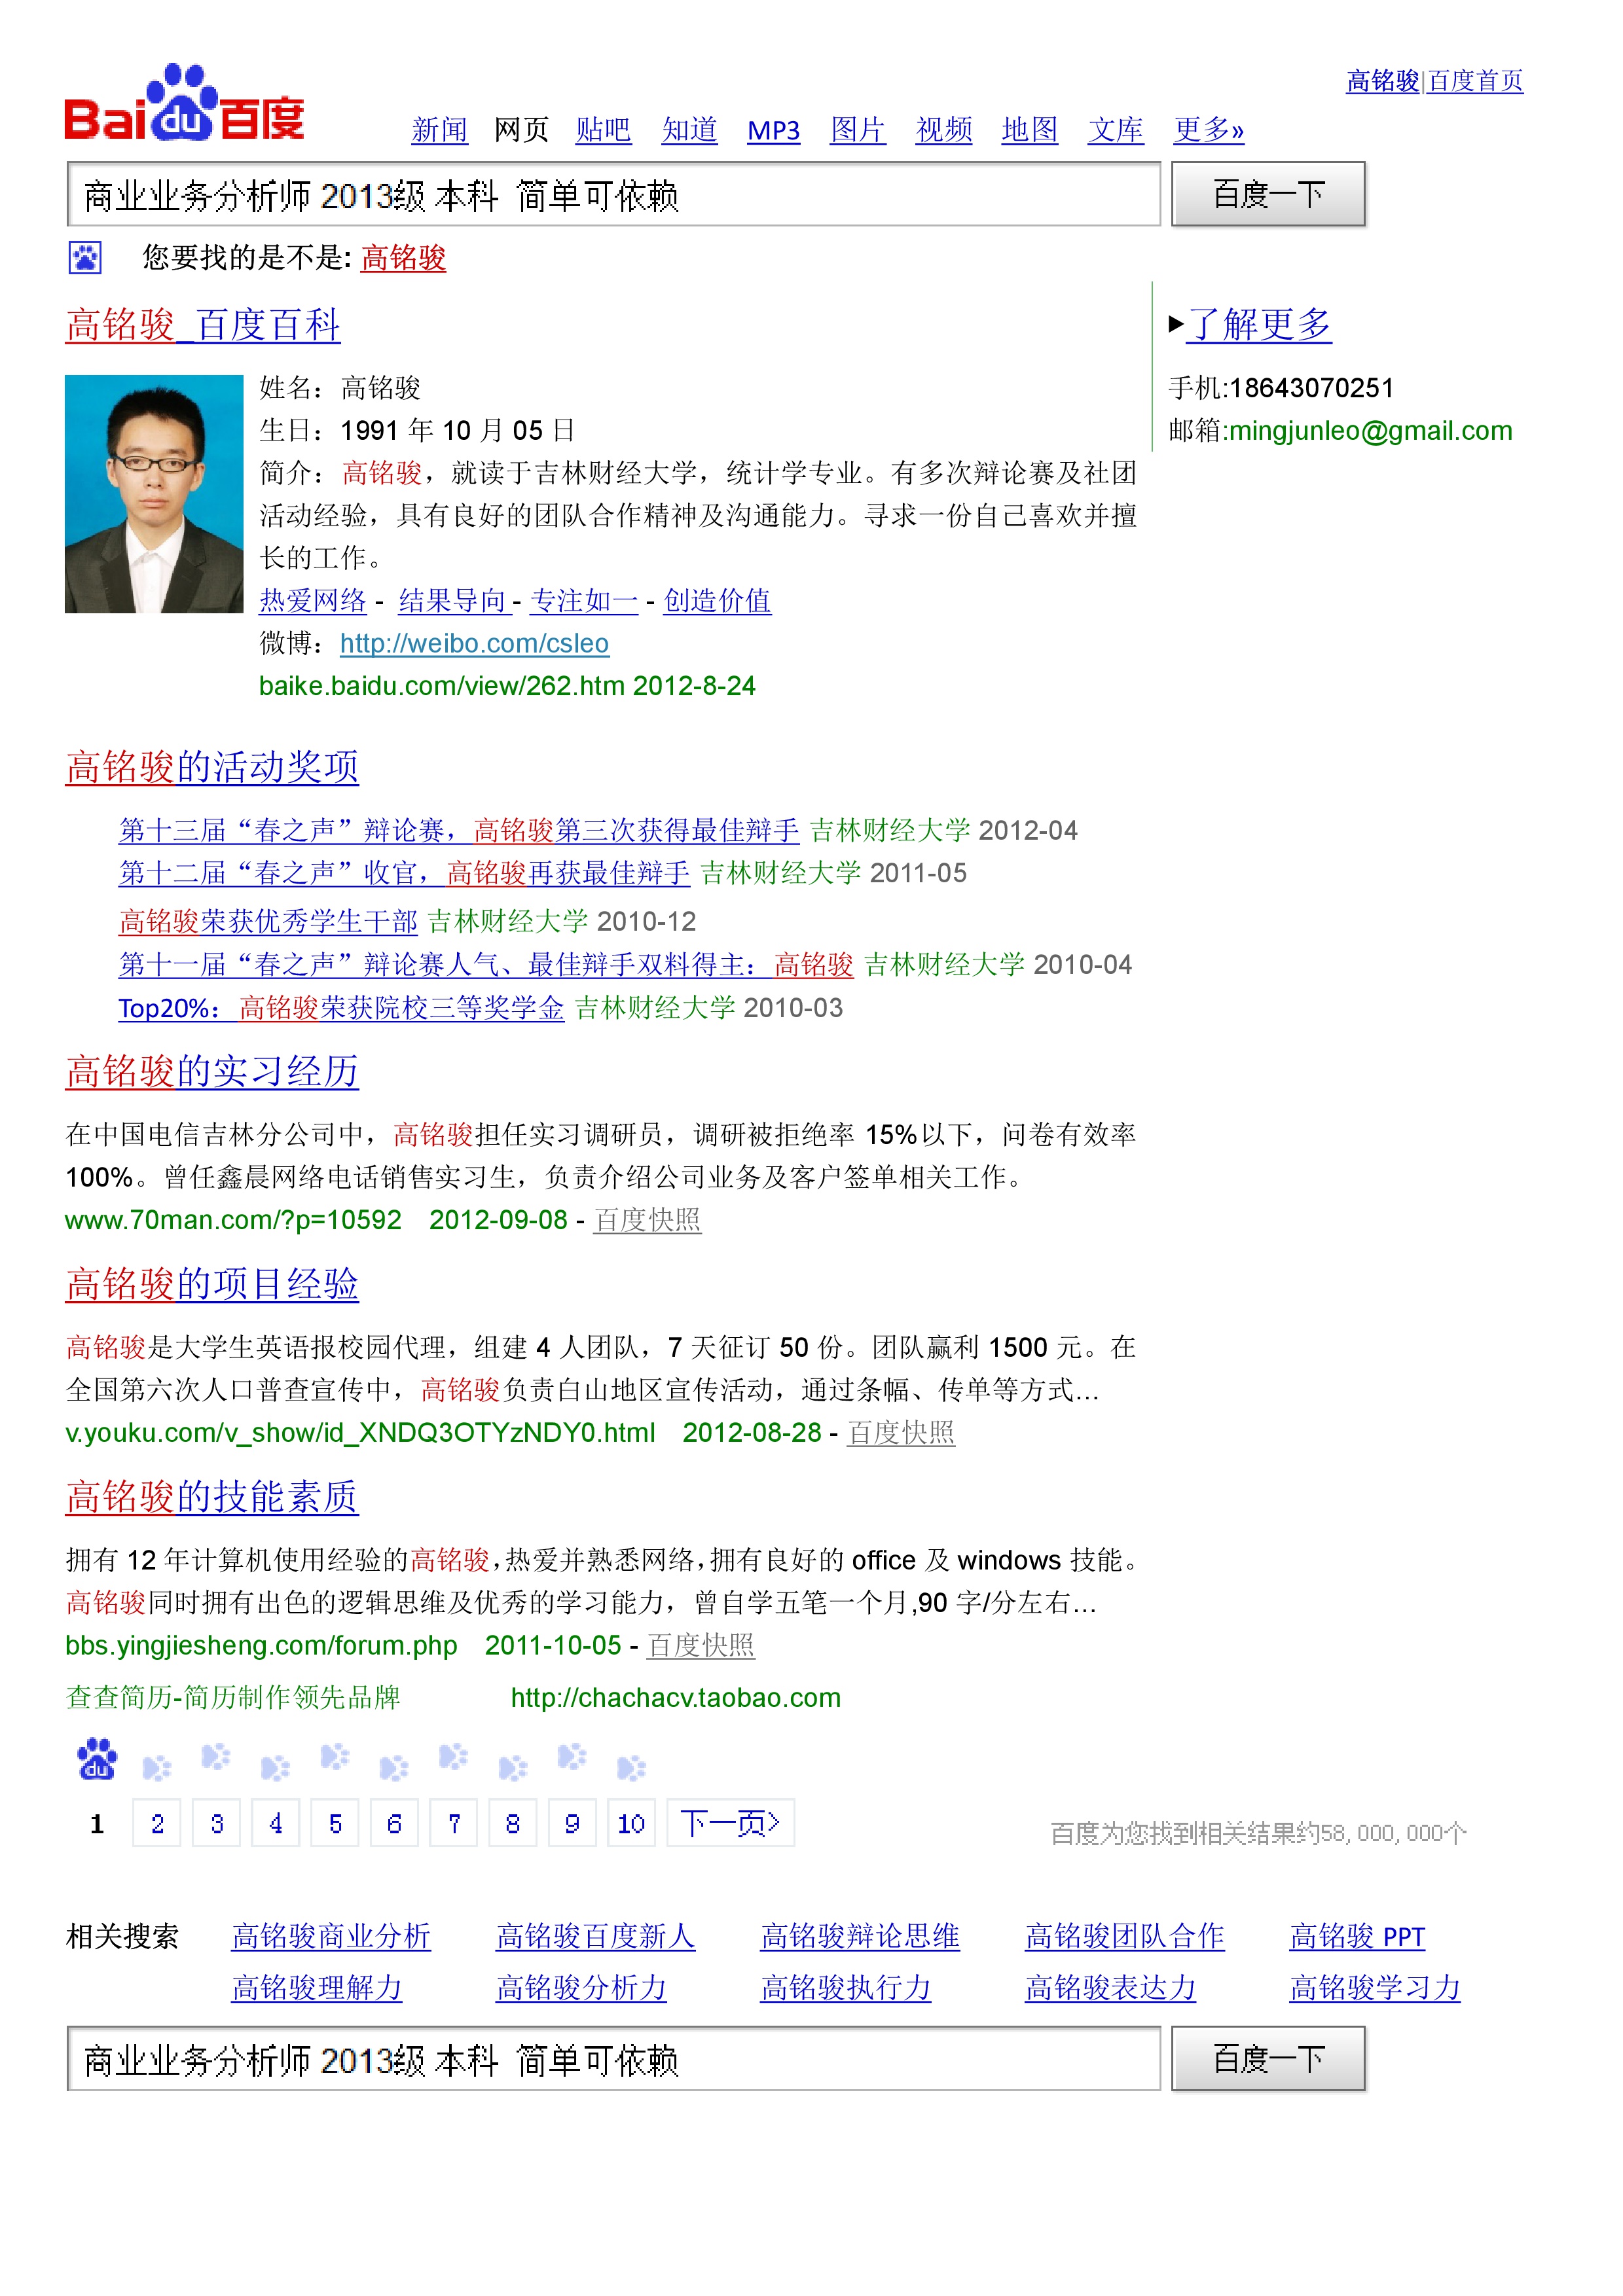 Bai du 百度
高铭骏|百度首页
新闻 网页 贴吧 知道 MP3 图片 视频 地图 文库 更多»
商业业务分析师 2013级 本科 简单可依赖 百度一下
您要找的是不是: 高铭骏
高铭骏_百度百科
姓名：高铭骏
生日：1991 年 10 月 05 日
简介：高铭骏，就读于吉林财经大学，统计学专业。有多次辩论赛及社团
活动经验，具有良好的团队合作精神及沟通能力。寻求一份自己喜欢并擅
长的工作。
热爱网络 - 结果导向 - 专注如一 - 创造价值
微博：http://weibo.com/csleo
baike.baidu.com/view/262.htm 2012-8-24
▶了解更多
手机:18643070251
邮箱:mingjunleo@gmail.com
高铭骏的活动奖项
第十三届“春之声”辩论赛，高铭骏第三次获得最佳辩手 吉林财经大学 2012-04
第十二届“春之声”收官，高铭骏再获最佳辩手 吉林财经大学 2011-05
高铭骏荣获优秀学生干部 吉林财经大学 2010-12
第十一届“春之声”辩论赛人气、最佳辩手双料得主：高铭骏 吉林财经大学 2010-04
Top20%：高铭骏荣获院校三等奖学金 吉林财经大学 2010-03
高铭骏的实习经历
在中国电信吉林分公司中，高铭骏担任实习调研员，调研被拒绝率 15%以下，问卷有效率
100%。曾任鑫晨网络电话销售实习生，负责介绍公司业务及客户签单相关工作。
www.70man.com/?p=10592 2012-09-08 - 百度快照
高铭骏的项目经验
高铭骏是大学生英语报校园代理，组建 4 人团队，7 天征订 50 份。团队赢利 1500 元。在
全国第六次人口普查宣传中，高铭骏负责白山地区宣传活动，通过条幅、传单等方式...
v.youku.com/v_show/id_XNDQ3OTYzNDY0.html 2012-08-28 - 百度快照
高铭骏的技能素质
拥有 12 年计算机使用经验的高铭骏,热爱并熟悉网络,拥有良好的 office 及 windows 技能。
高铭骏同时拥有出色的逻辑思维及优秀的学习能力，曾自学五笔一个月,90 字/分左右...
bbs.yingjiesheng.com/forum.php 2011-10-05 - 百度快照
查查简历-简历制作领先品牌 http://chachacv.taobao.com
du
1 2 3 4 5 6 7 8 9 10 下一页>
百度为您找到相关结果约58,000,000个
相关搜索 高铭骏商业分析 高铭骏百度新人 高铭骏辩论思维 高铭骏团队合作 高铭骏 PPT
高铭骏理解力 高铭骏分析力 高铭骏执行力 高铭骏表达力 高铭骏学习力
商业业务分析师 2013级 本科 简单可依赖 百度一下